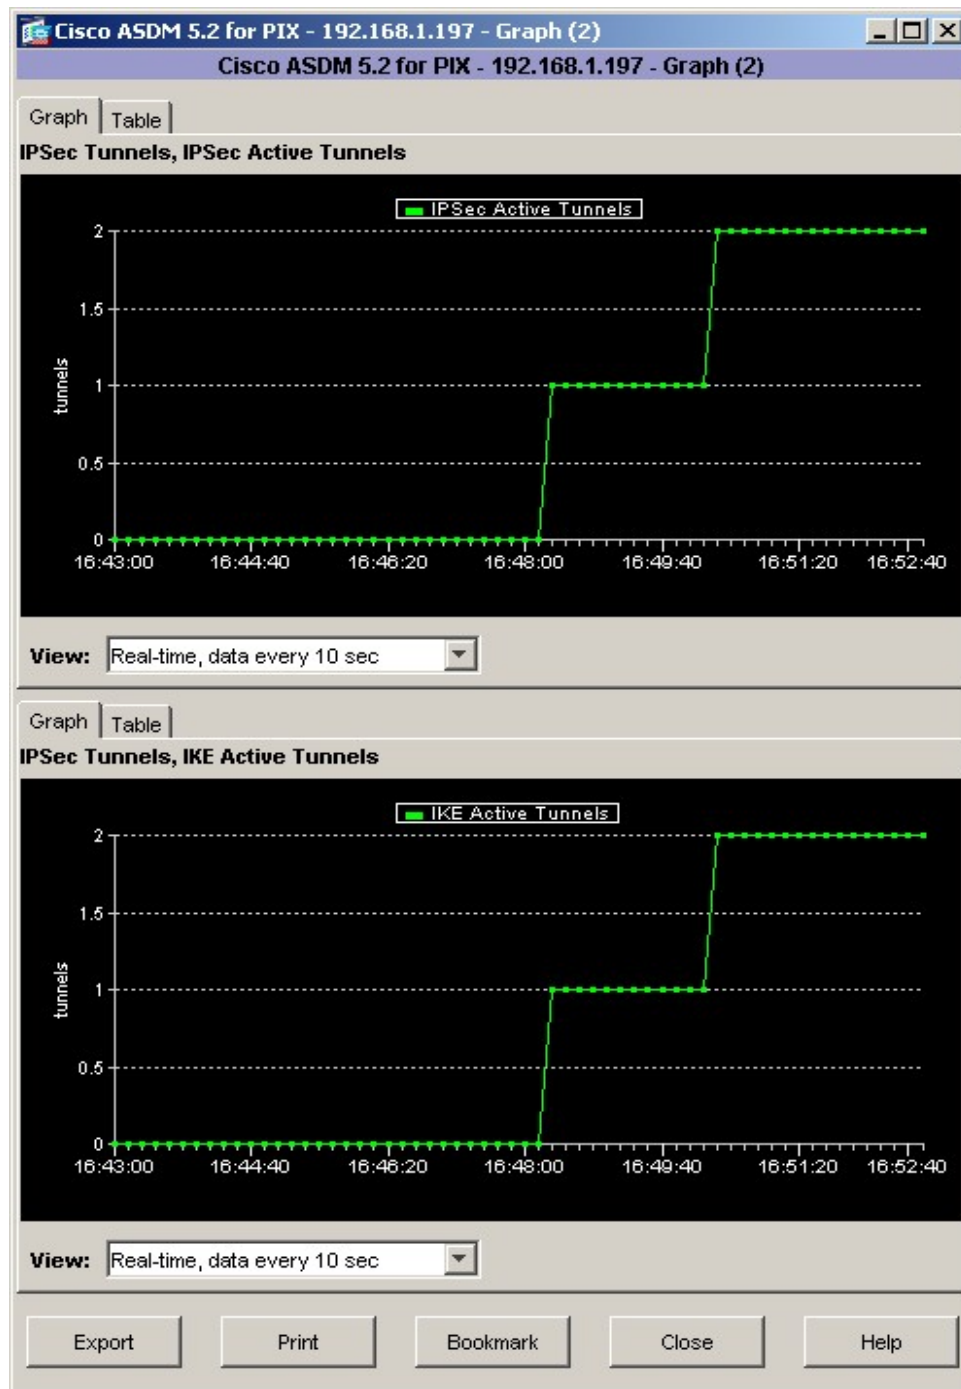 Cisco ASDM 5.2 for PIX - 192.168.1.197 - Graph (2)
Cisco ASDM 5.2 for PIX - 192.168.1.197 - Graph (2)
Graph Table
IPSec Tunnels, IPSec Active Tunnels
IPSec Active Tunnels
2
1.5
tunnels
1
0.5
0
16:43:00 16:44:40 16:46:20 16:48:00 16:49:40 16:51:20 16:52:40
View: Real-time, data every 10 sec
Graph Table
IPSec Tunnels, IKE Active Tunnels
IKE Active Tunnels
2
1.5
tunnels
1
0.5
0
16:43:00 16:44:40 16:46:20 16:48:00 16:49:40 16:51:20 16:52:40
View: Real-time, data every 10 sec
Export Print Bookmark Close Help